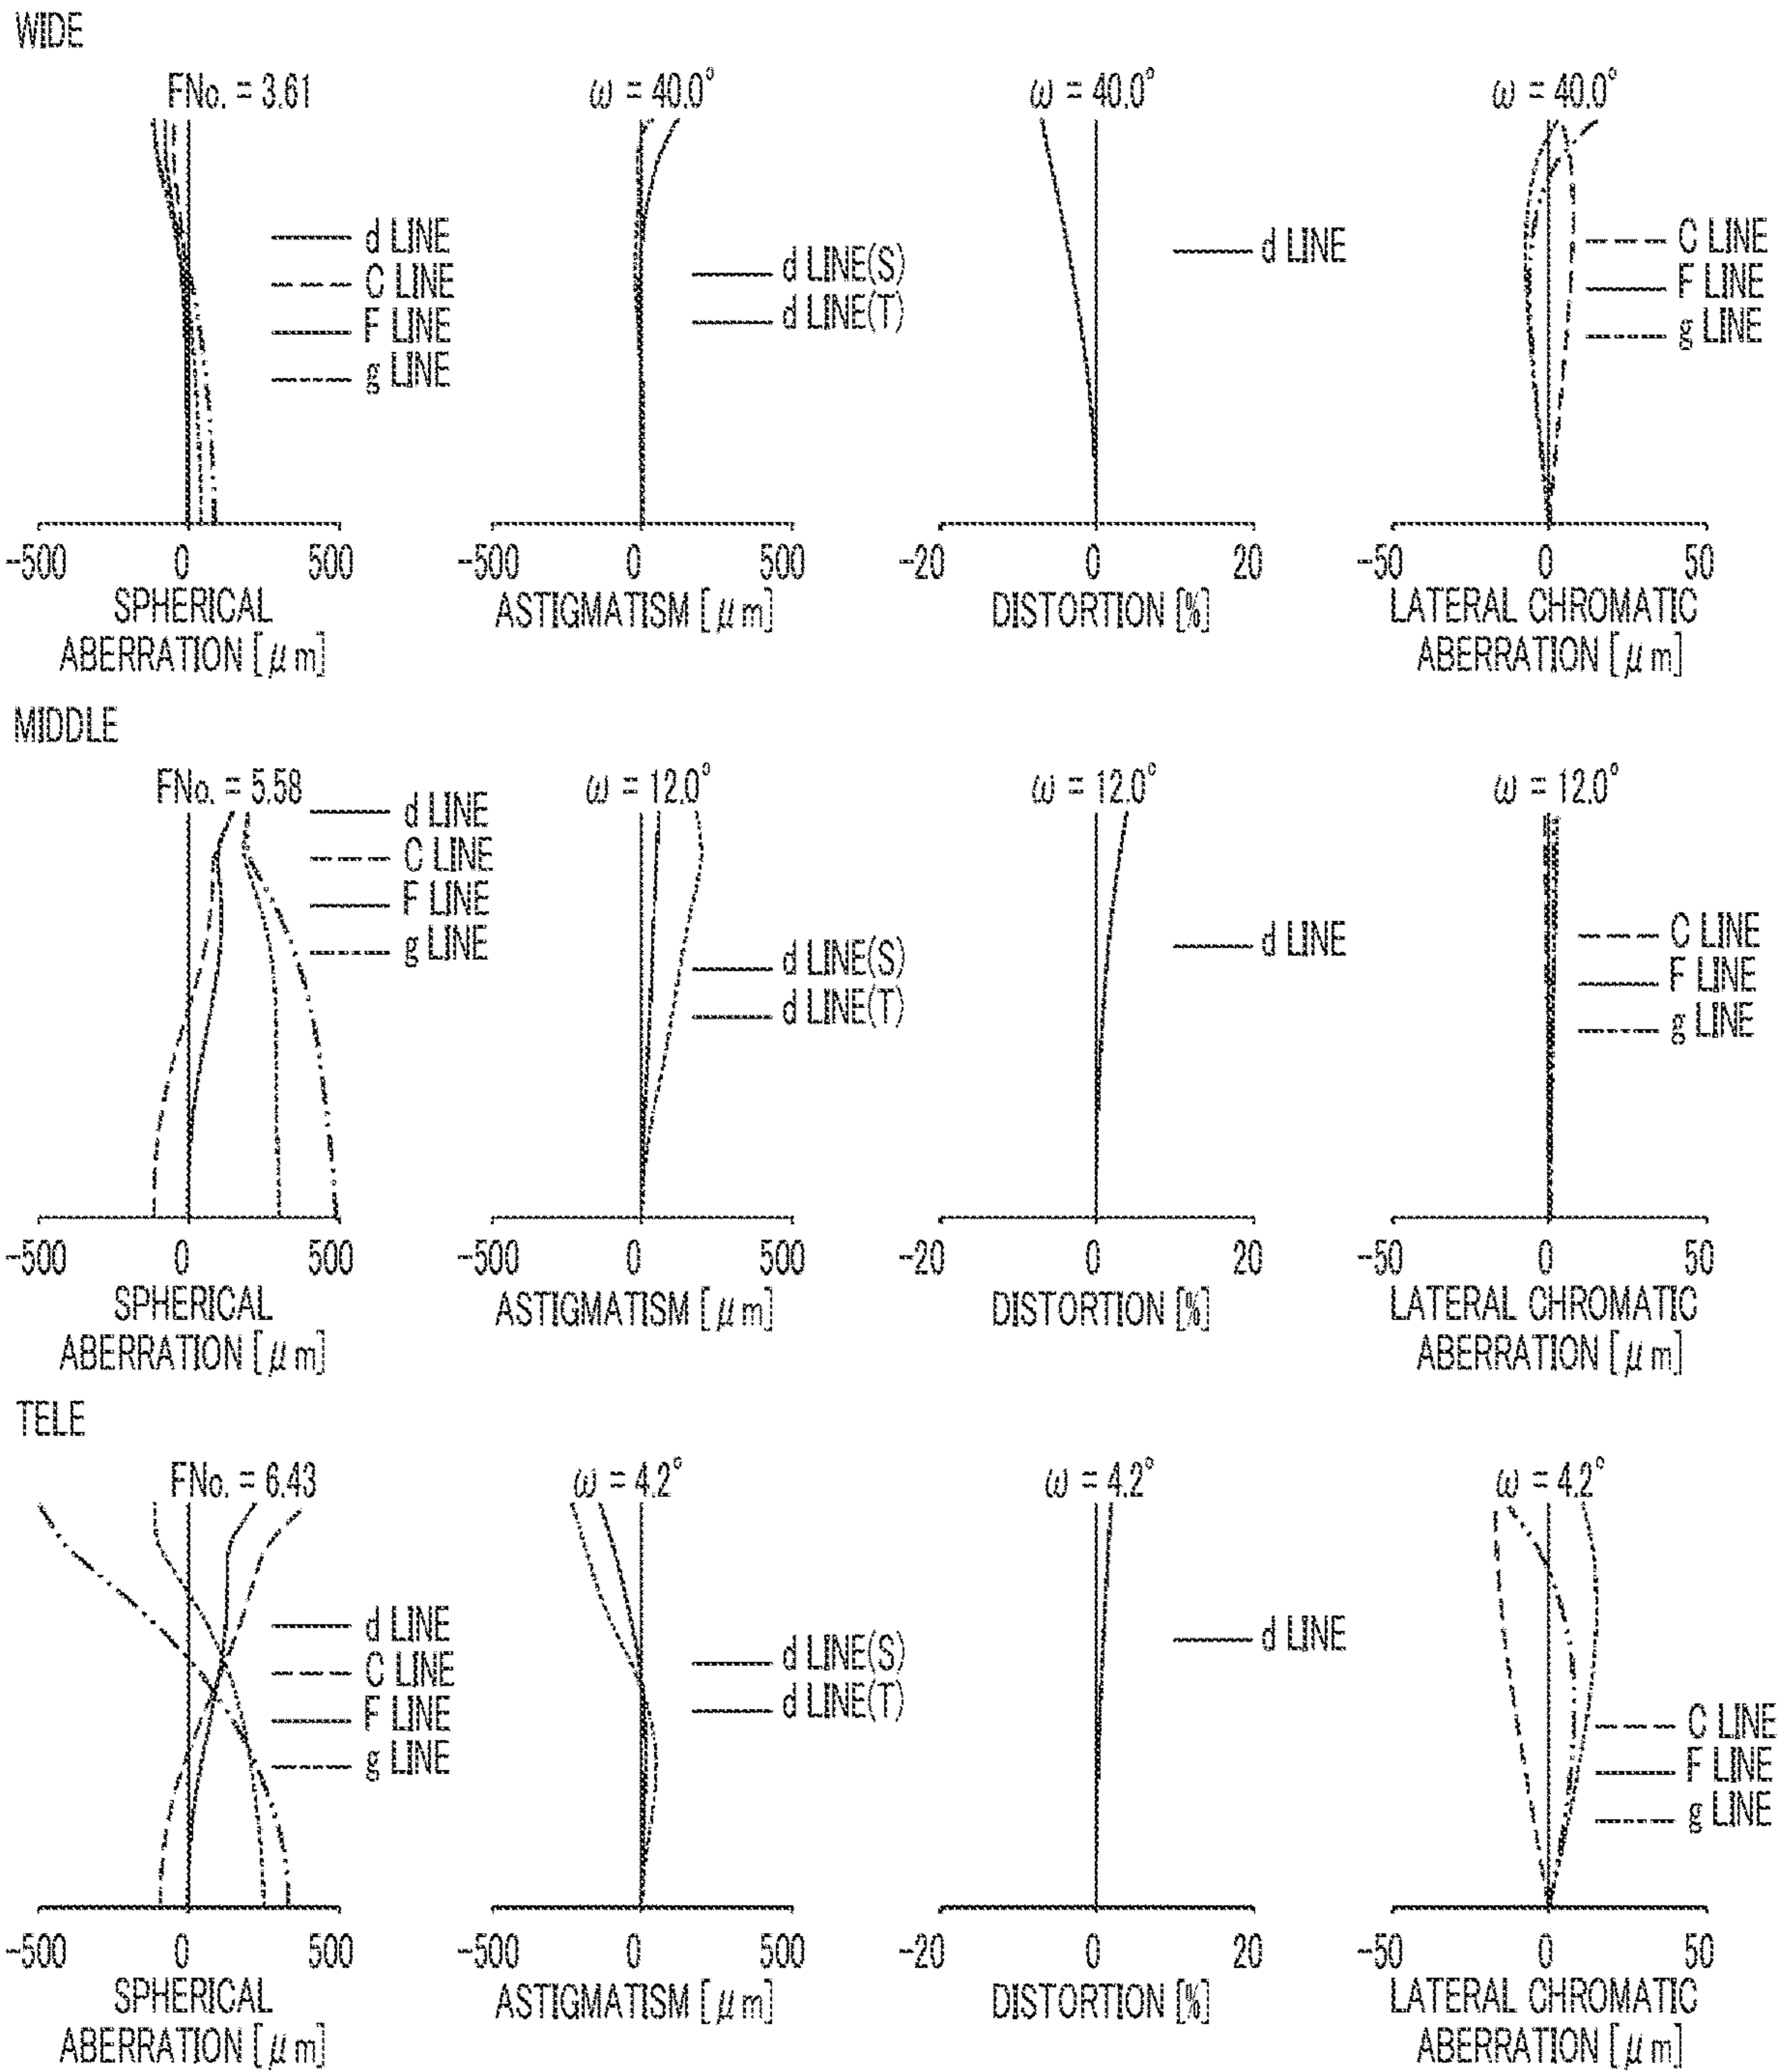 WIDE
FNo. = 3.61
ω = 40.0°
ω = 40.0°
ω = 40.0°
d LINE
C LINE
F LINE
g LINE
d LINE(S)
d LINE(T)
d LINE
C LINE
F LINE
g LINE
-500 0 500
-500 0 500
-20 0 20
-50 0 50
SPHERICAL
ABERRATION [μm]
ASTIGMATISM [μm]
DISTORTION [%]
LATERAL CHROMATIC
ABERRATION [μm]
MIDDLE
FNo. = 5.58
ω = 12.0°
ω = 12.0°
ω = 12.0°
d LINE
C LINE
F LINE
g LINE
d LINE(S)
d LINE(T)
d LINE
C LINE
F LINE
g LINE
-500 0 500
-500 0 500
-20 0 20
-50 0 50
SPHERICAL
ABERRATION [μm]
ASTIGMATISM [μm]
DISTORTION [%]
LATERAL CHROMATIC
ABERRATION [μm]
TELE
FNo. = 6.43
ω = 4.2°
ω = 4.2°
ω = 4.2°
d LINE
C LINE
F LINE
g LINE
d LINE(S)
d LINE(T)
d LINE
C LINE
F LINE
g LINE
-500 0 500
-500 0 500
-20 0 20
-50 0 50
SPHERICAL
ABERRATION [μm]
ASTIGMATISM [μm]
DISTORTION [%]
LATERAL CHROMATIC
ABERRATION [μm]